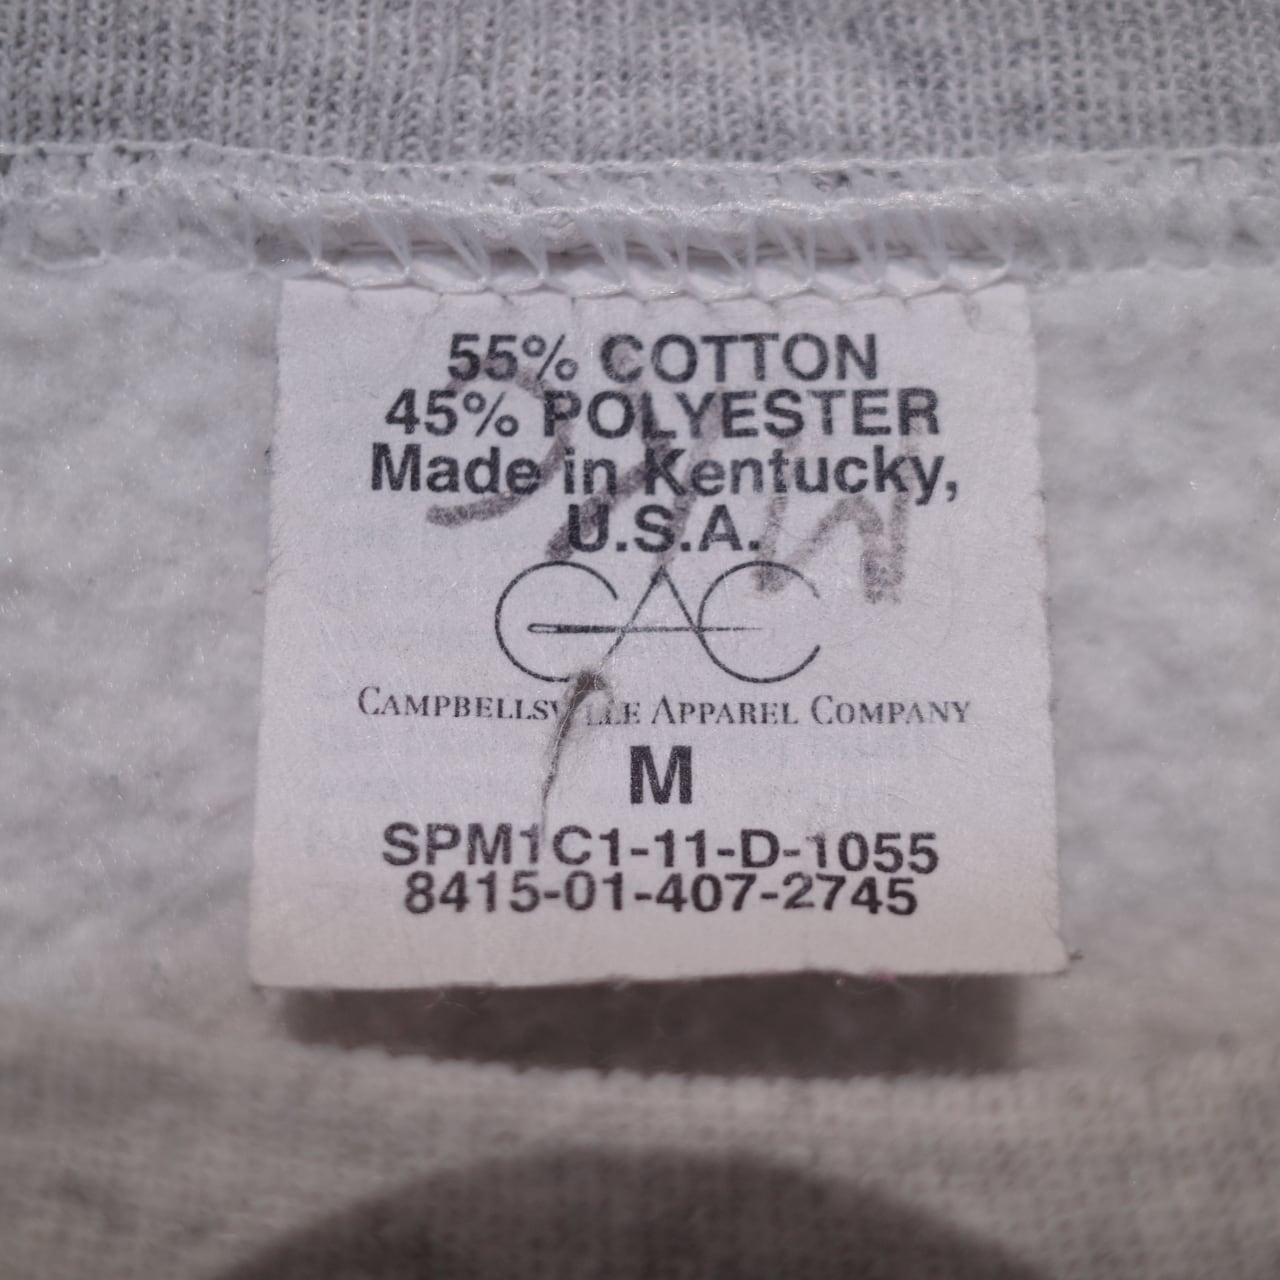 55% COTTON
45% POLYESTER
Made in Kentucky,
U.S.A.
CAC
CAMPBELLSVILLE APPAREL COMPANY
M
SPM1C1-11-D-1055
8415-01-407-2745